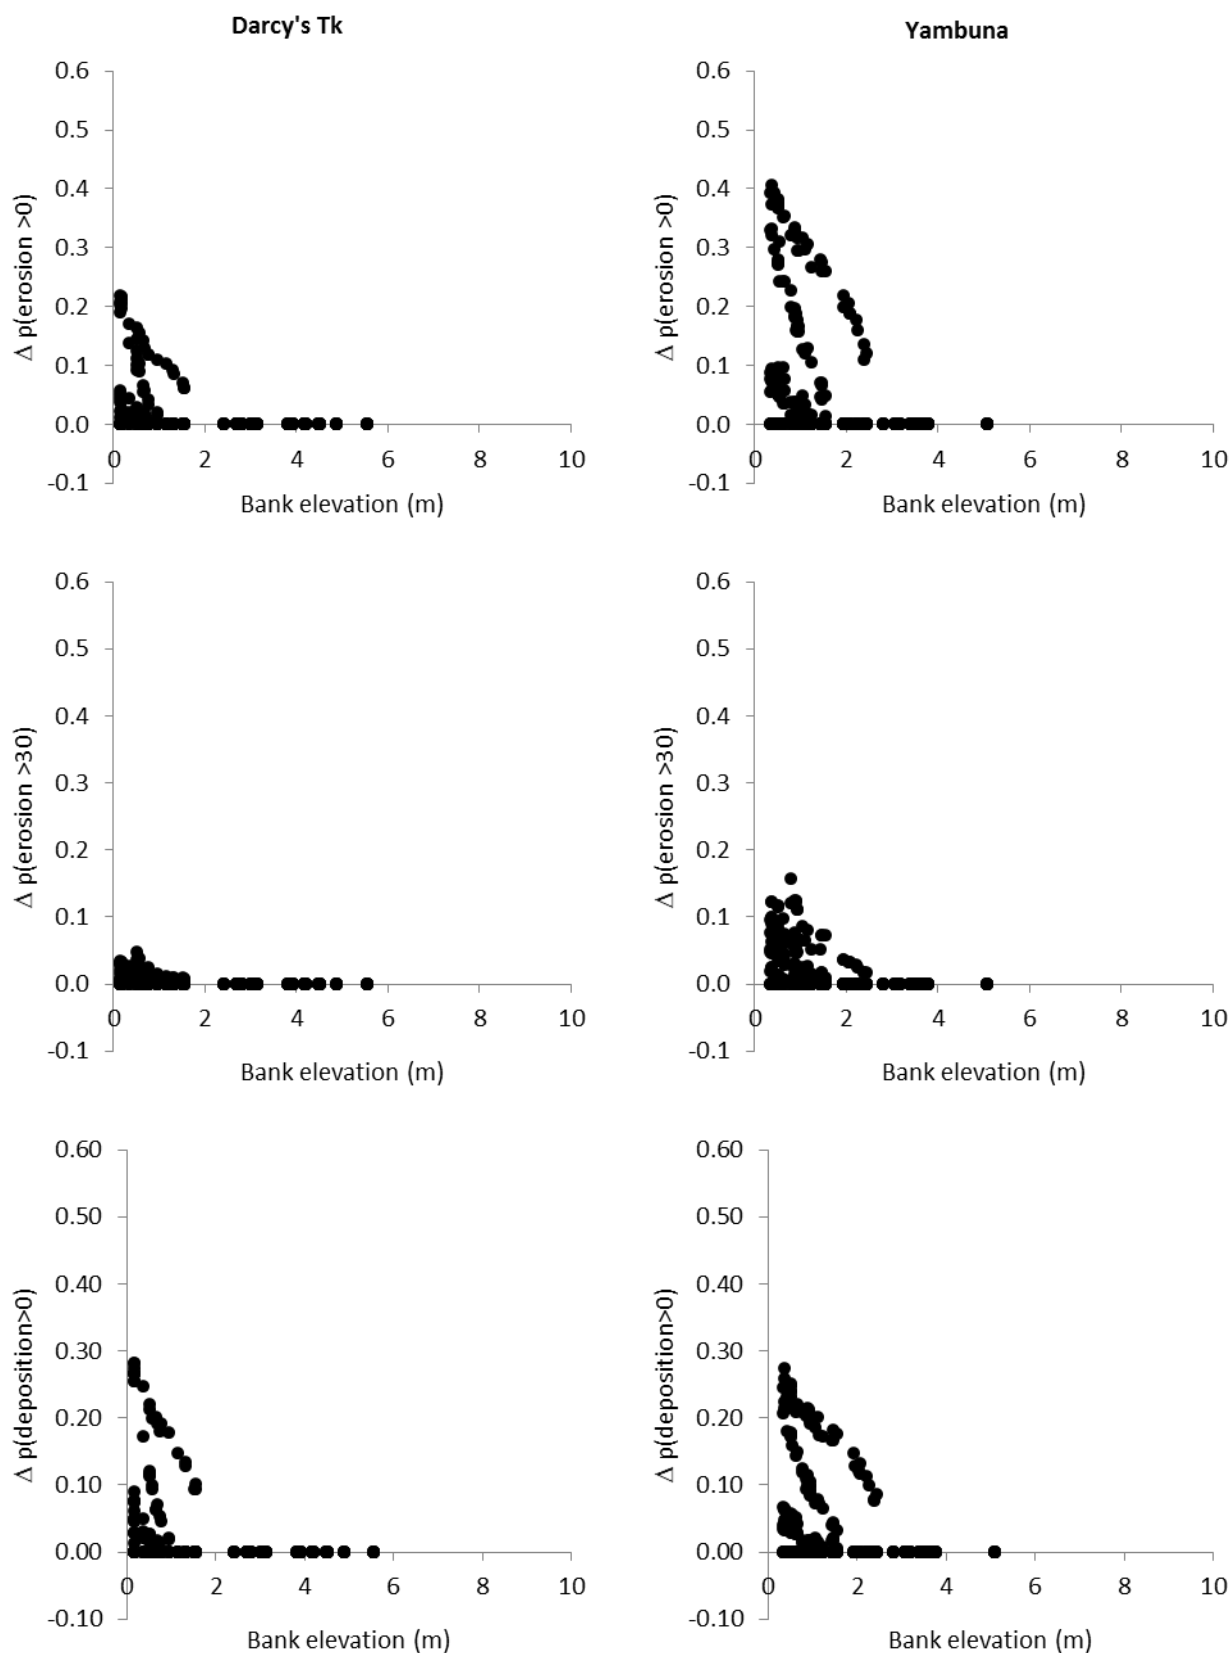 Darcy's Tk
Yambuna
0.6
0.5
0.4
0.3
0.2
0.1
0.0
-0.1
Δ p(erosion >0)
0 2 4 6 8 10
Bank elevation (m)
0.6
0.5
0.4
0.3
0.2
0.1
0.0
-0.1
Δ p(erosion >0)
0 2 4 6 8 10
Bank elevation (m)
0.6
0.5
0.4
0.3
0.2
0.1
0.0
-0.1
Δ p(erosion >30)
0 2 4 6 8 10
Bank elevation (m)
0.6
0.5
0.4
0.3
0.2
0.1
0.0
-0.1
Δ p(erosion >30)
0 2 4 6 8 10
Bank elevation (m)
0.60
0.50
0.40
0.30
0.20
0.10
0.00
-0.10
Δ p(deposition>0)
0 2 4 6 8 10
Bank elevation (m)
0.60
0.50
0.40
0.30
0.20
0.10
0.00
-0.10
Δ p(deposition>0)
0 2 4 6 8 10
Bank elevation (m)